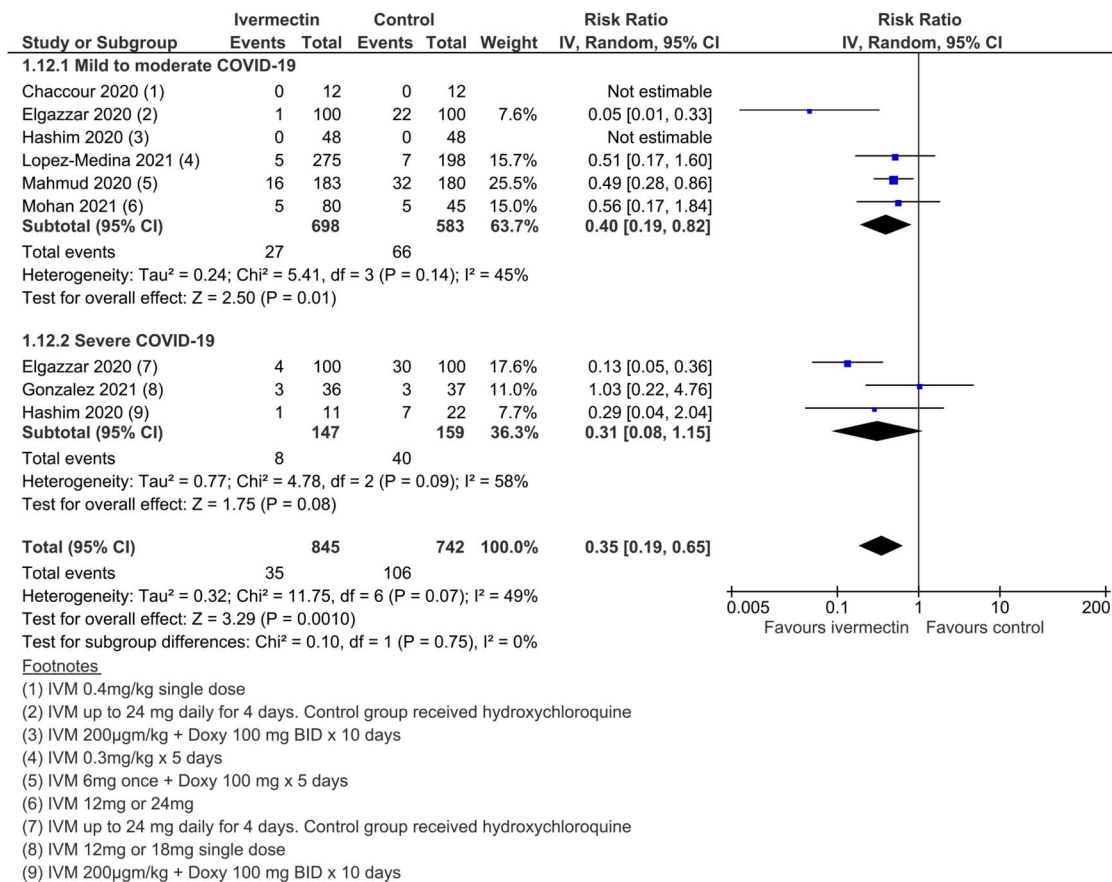 Ivermectin Control Risk Ratio Risk Ratio
Study or Subgroup Events Total Events Total Weight IV, Random, 95% CI IV, Random, 95% CI
1.12.1 Mild to moderate COVID-19
Chaccour 2020 (1) 0 12 0 12 Not estimable
Elgazzar 2020 (2) 1 100 22 100 7.6% 0.05 [0.01, 0.33]
Hashim 2020 (3) 0 48 0 48 Not estimable
Lopez-Medina 2021 (4) 5 275 7 198 15.7% 0.51 [0.17, 1.60]
Mahmud 2020 (5) 16 183 32 180 25.5% 0.49 [0.28, 0.86]
Mohan 2021 (6) 5 80 5 45 15.0% 0.56 [0.17, 1.84]
Subtotal (95% CI) 698 583 63.7% 0.40 [0.19, 0.82]
Total events 27 66
Heterogeneity: Tau² = 0.24; Chi² = 5.41, df = 3 (P = 0.14); I² = 45%
Test for overall effect: Z = 2.50 (P = 0.01)
1.12.2 Severe COVID-19
Elgazzar 2020 (7) 4 100 30 100 17.6% 0.13 [0.05, 0.36]
Gonzalez 2021 (8) 3 36 3 37 11.0% 1.03 [0.22, 4.76]
Hashim 2020 (9) 1 11 7 22 7.7% 0.29 [0.04, 2.04]
Subtotal (95% CI) 147 159 36.3% 0.31 [0.08, 1.15]
Total events 8 40
Heterogeneity: Tau² = 0.77; Chi² = 4.78, df = 2 (P = 0.09); I² = 58%
Test for overall effect: Z = 1.75 (P = 0.08)
Total (95% CI) 845 742 100.0% 0.35 [0.19, 0.65]
Total events 35 106
Heterogeneity: Tau² = 0.32; Chi² = 11.75, df = 6 (P = 0.07); I² = 49%
Test for overall effect: Z = 3.29 (P = 0.0010)
Test for subgroup differences: Chi² = 0.10, df = 1 (P = 0.75), I² = 0%
0.005 0.1 1 10 200
Favours ivermectin Favours control
Footnotes
(1) IVM 0.4mg/kg single dose
(2) IVM up to 24 mg daily for 4 days. Control group received hydroxychloroquine
(3) IVM 200µgm/kg + Doxy 100 mg BID x 10 days
(4) IVM 0.3mg/kg x 5 days
(5) IVM 6mg once + Doxy 100 mg x 5 days
(6) IVM 12mg or 24mg
(7) IVM up to 24 mg daily for 4 days. Control group received hydroxychloroquine
(8) IVM 12mg or 18mg single dose
(9) IVM 200µgm/kg + Doxy 100 mg BID x 10 days